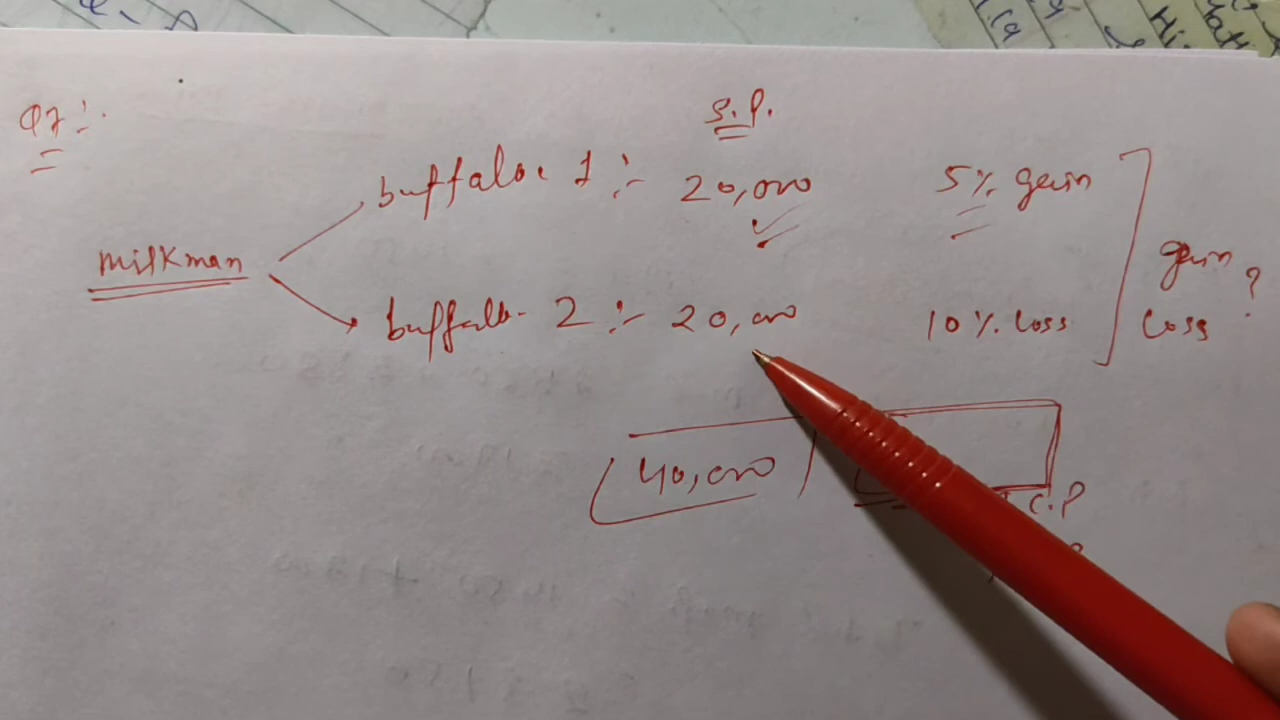 Q7:-
S.P.
buffalo. 1 :- 20,000 5% gain
milkman gain ?
buffalo. 2 :- 20,000 10% loss loss
40,000
C.P